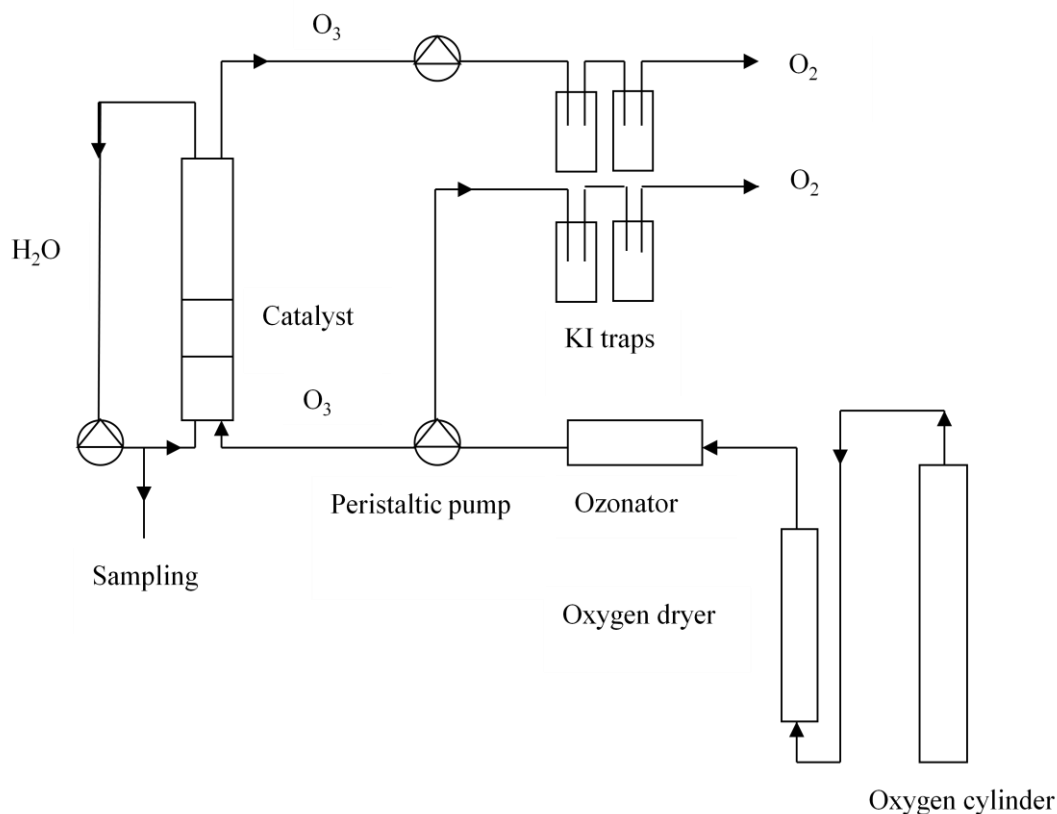 O₃
O₂
O₂
H₂O
Catalyst
KI traps
O₃
Peristaltic pump
Ozonator
Sampling
Oxygen dryer
Oxygen cylinder